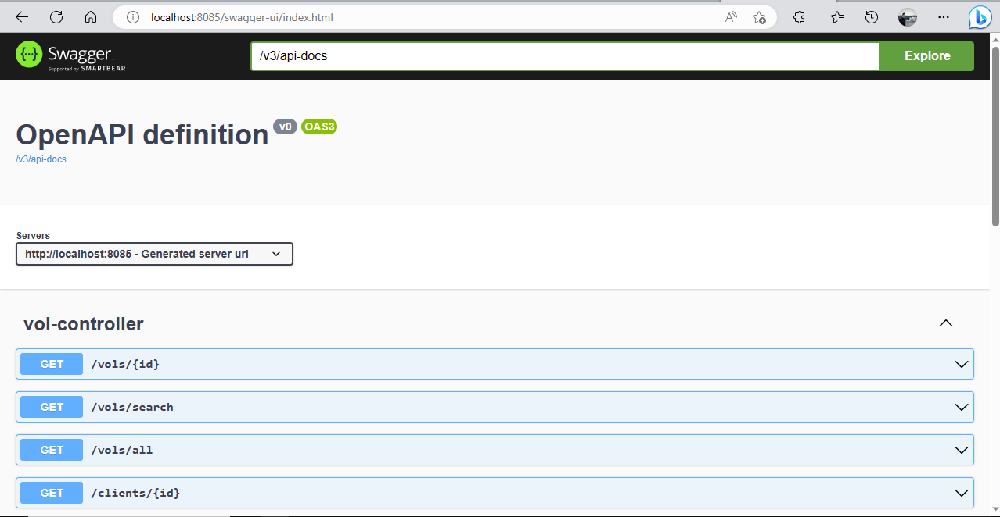 localhost:8085/swagger-ui/index.html
Swagger.
Supported by SMARTBEAR
/v3/api-docs
Explore
OpenAPI definition v0 OAS3
/v3/api-docs
Servers
http://localhost:8085 - Generated server url
vol-controller
GET /vols/{id}
GET /vols/search
GET /vols/all
GET /clients/{id}